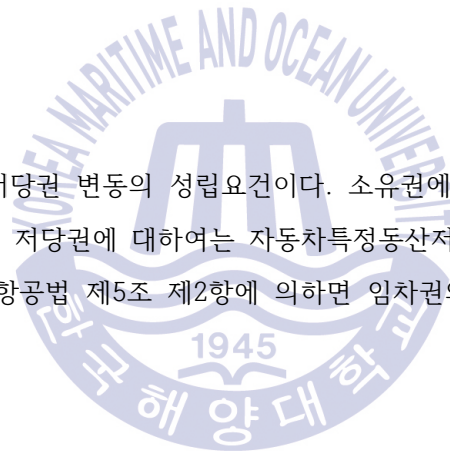 KOREA MARITIME AND OCEAN UNIVERSITY
저당권 변동의 성립요건이다. 소유권에
저당권에 대하여는 자동차특정동산저
항공법 제5조 제2항에 의하면 임차권의
1945
한국해양대학교